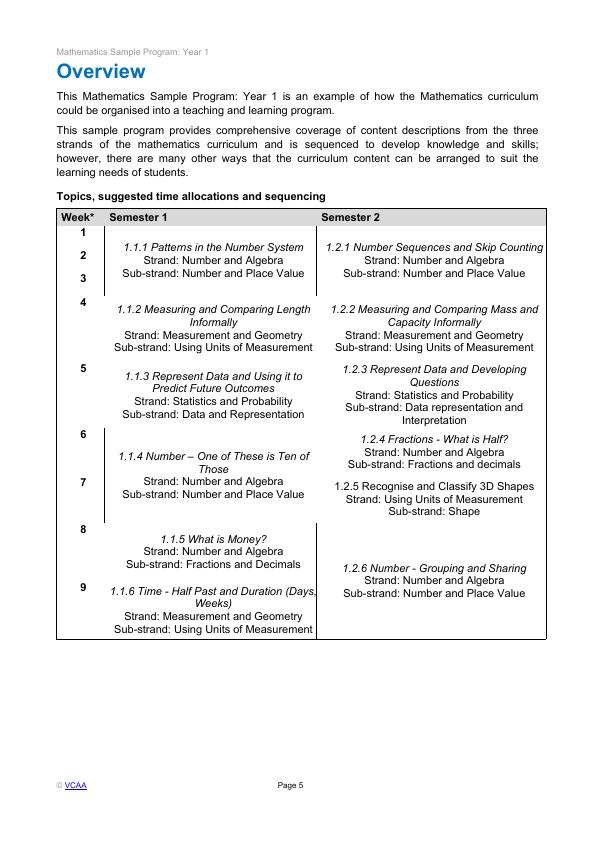 Mathematics Sample Program: Year 1
Overview
This Mathematics Sample Program: Year 1 is an example of how the Mathematics curriculum
could be organised into a teaching and learning program.
This sample program provides comprehensive coverage of content descriptions from the three
strands of the mathematics curriculum and is sequenced to develop knowledge and skills;
however, there are many other ways that the curriculum content can be arranged to suit the
learning needs of students.
Topics, suggested time allocations and sequencing
Week* Semester 1 Semester 2
1
2
3
1.1.1 Patterns in the Number System
Strand: Number and Algebra
Sub-strand: Number and Place Value
1.2.1 Number Sequences and Skip Counting
Strand: Number and Algebra
Sub-strand: Number and Place Value
4
1.1.2 Measuring and Comparing Length
Informally
Strand: Measurement and Geometry
Sub-strand: Using Units of Measurement
1.2.2 Measuring and Comparing Mass and
Capacity Informally
Strand: Measurement and Geometry
Sub-strand: Using Units of Measurement
5
1.1.3 Represent Data and Using it to
Predict Future Outcomes
Strand: Statistics and Probability
Sub-strand: Data and Representation
1.2.3 Represent Data and Developing
Questions
Strand: Statistics and Probability
Sub-strand: Data representation and
Interpretation
6
7
1.1.4 Number – One of These is Ten of
Those
Strand: Number and Algebra
Sub-strand: Number and Place Value
1.2.4 Fractions - What is Half?
Strand: Number and Algebra
Sub-strand: Fractions and decimals
1.2.5 Recognise and Classify 3D Shapes
Strand: Using Units of Measurement
Sub-strand: Shape
8
1.1.5 What is Money?
Strand: Number and Algebra
Sub-strand: Fractions and Decimals
9
1.1.6 Time - Half Past and Duration (Days,
Weeks)
Strand: Measurement and Geometry
Sub-strand: Using Units of Measurement
1.2.6 Number - Grouping and Sharing
Strand: Number and Algebra
Sub-strand: Number and Place Value
© VCAA Page 5